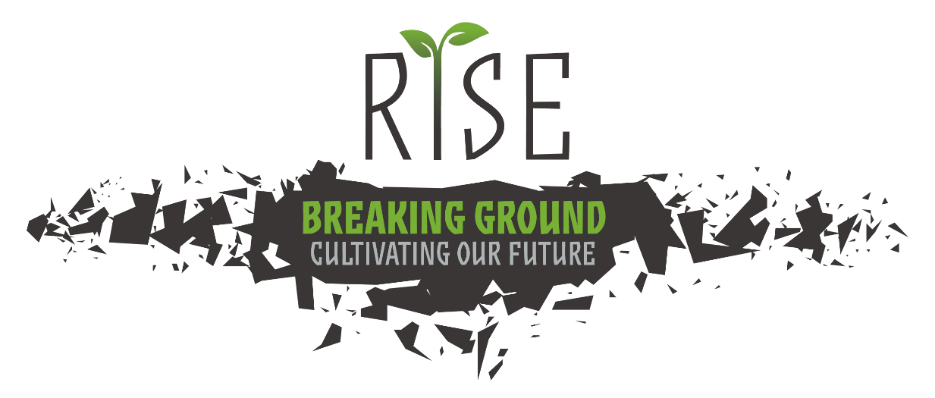 RISE
BREAKING GROUND
CULTIVATING OUR FUTURE